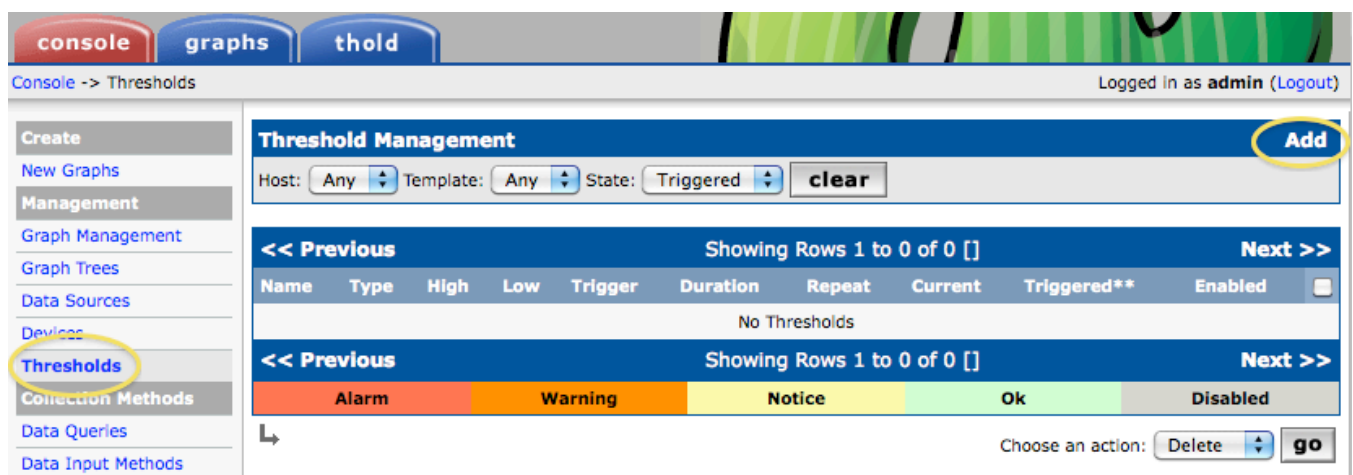 console graphs thold
Console -> Thresholds
Logged in as admin (Logout)
Create
New Graphs
Management
Graph Management
Graph Trees
Data Sources
Devices
Thresholds
Collection Methods
Data Queries
Data Input Methods
Threshold Management Add
Host: Any Template: Any State: Triggered clear
<< Previous Showing Rows 1 to 0 of 0 [] Next >>
Name Type High Low Trigger Duration Repeat Current Triggered** Enabled
No Thresholds
<< Previous Showing Rows 1 to 0 of 0 [] Next >>
Alarm Warning Notice Ok Disabled
Choose an action: Delete go